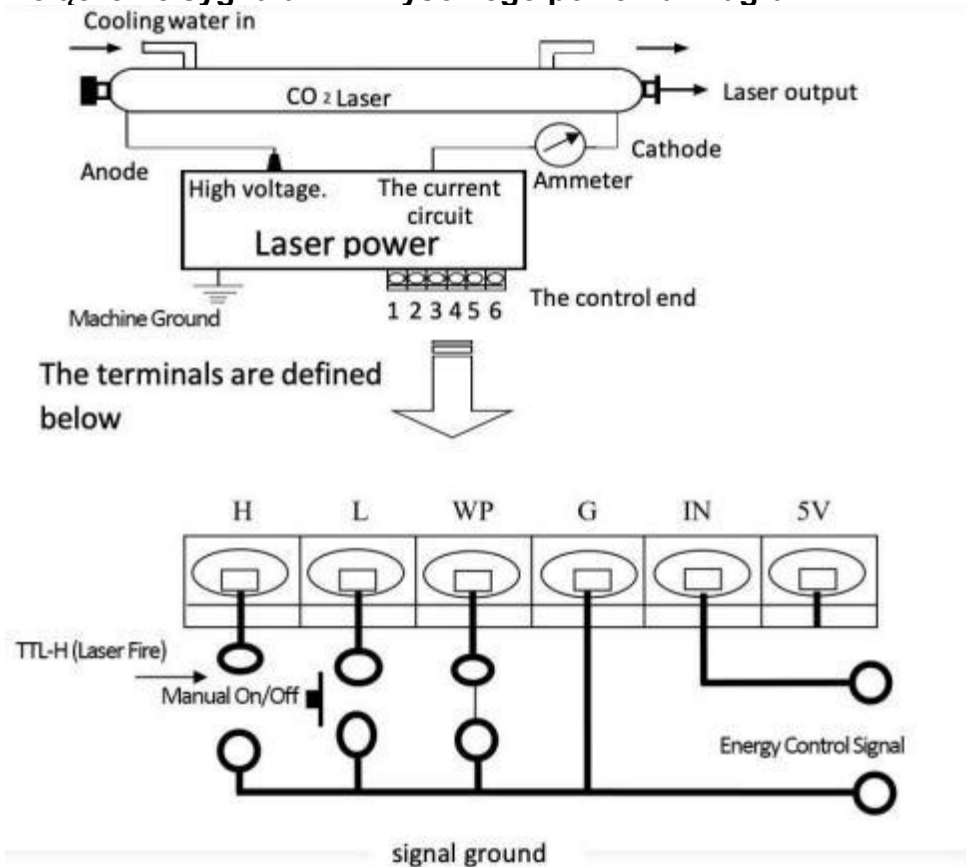 Cooling water in
CO 2 Laser
Laser output
Anode
Cathode
Ammeter
High voltage.
The current
circuit
Laser power
The control end
1 2 3 4 5 6
Machine Ground
The terminals are defined
below
H L WP G IN 5V
TTL-H (Laser Fire)
Manual On/Off
Energy Control Signal
signal ground